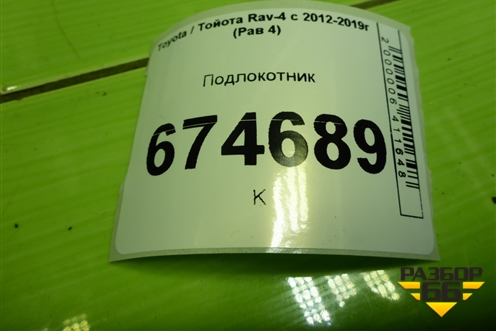 Toyota / Тойота Rav-4 с 2012-2019г
(Рав 4)
Подлокотник
674689
К
2000006411648
РАЗБОР
66